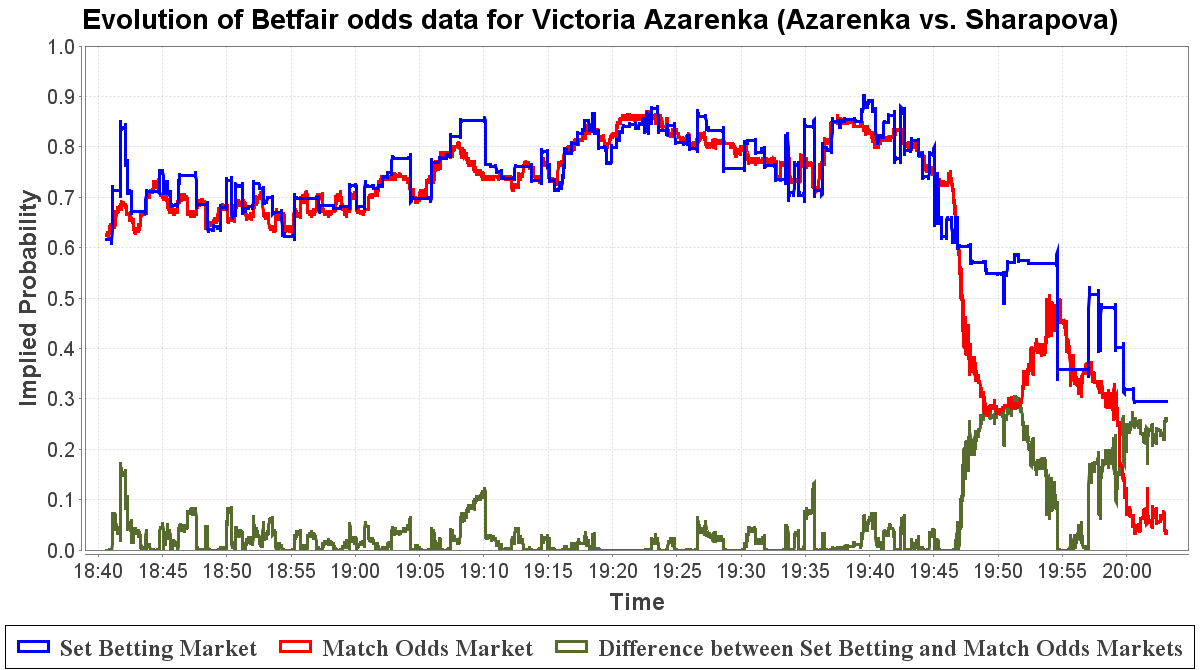 Evolution of Betfair odds data for Victoria Azarenka (Azarenka vs. Sharapova)
1.0
0.9
0.8
0.7
0.6
0.5
0.4
0.3
0.2
0.1
0.0
Implied Probability
18:40 18:45 18:50 18:55 19:00 19:05 19:10 19:15 19:20 19:25 19:30 19:35 19:40 19:45 19:50 19:55 20:00
Time
Set Betting Market Match Odds Market Difference between Set Betting and Match Odds Markets